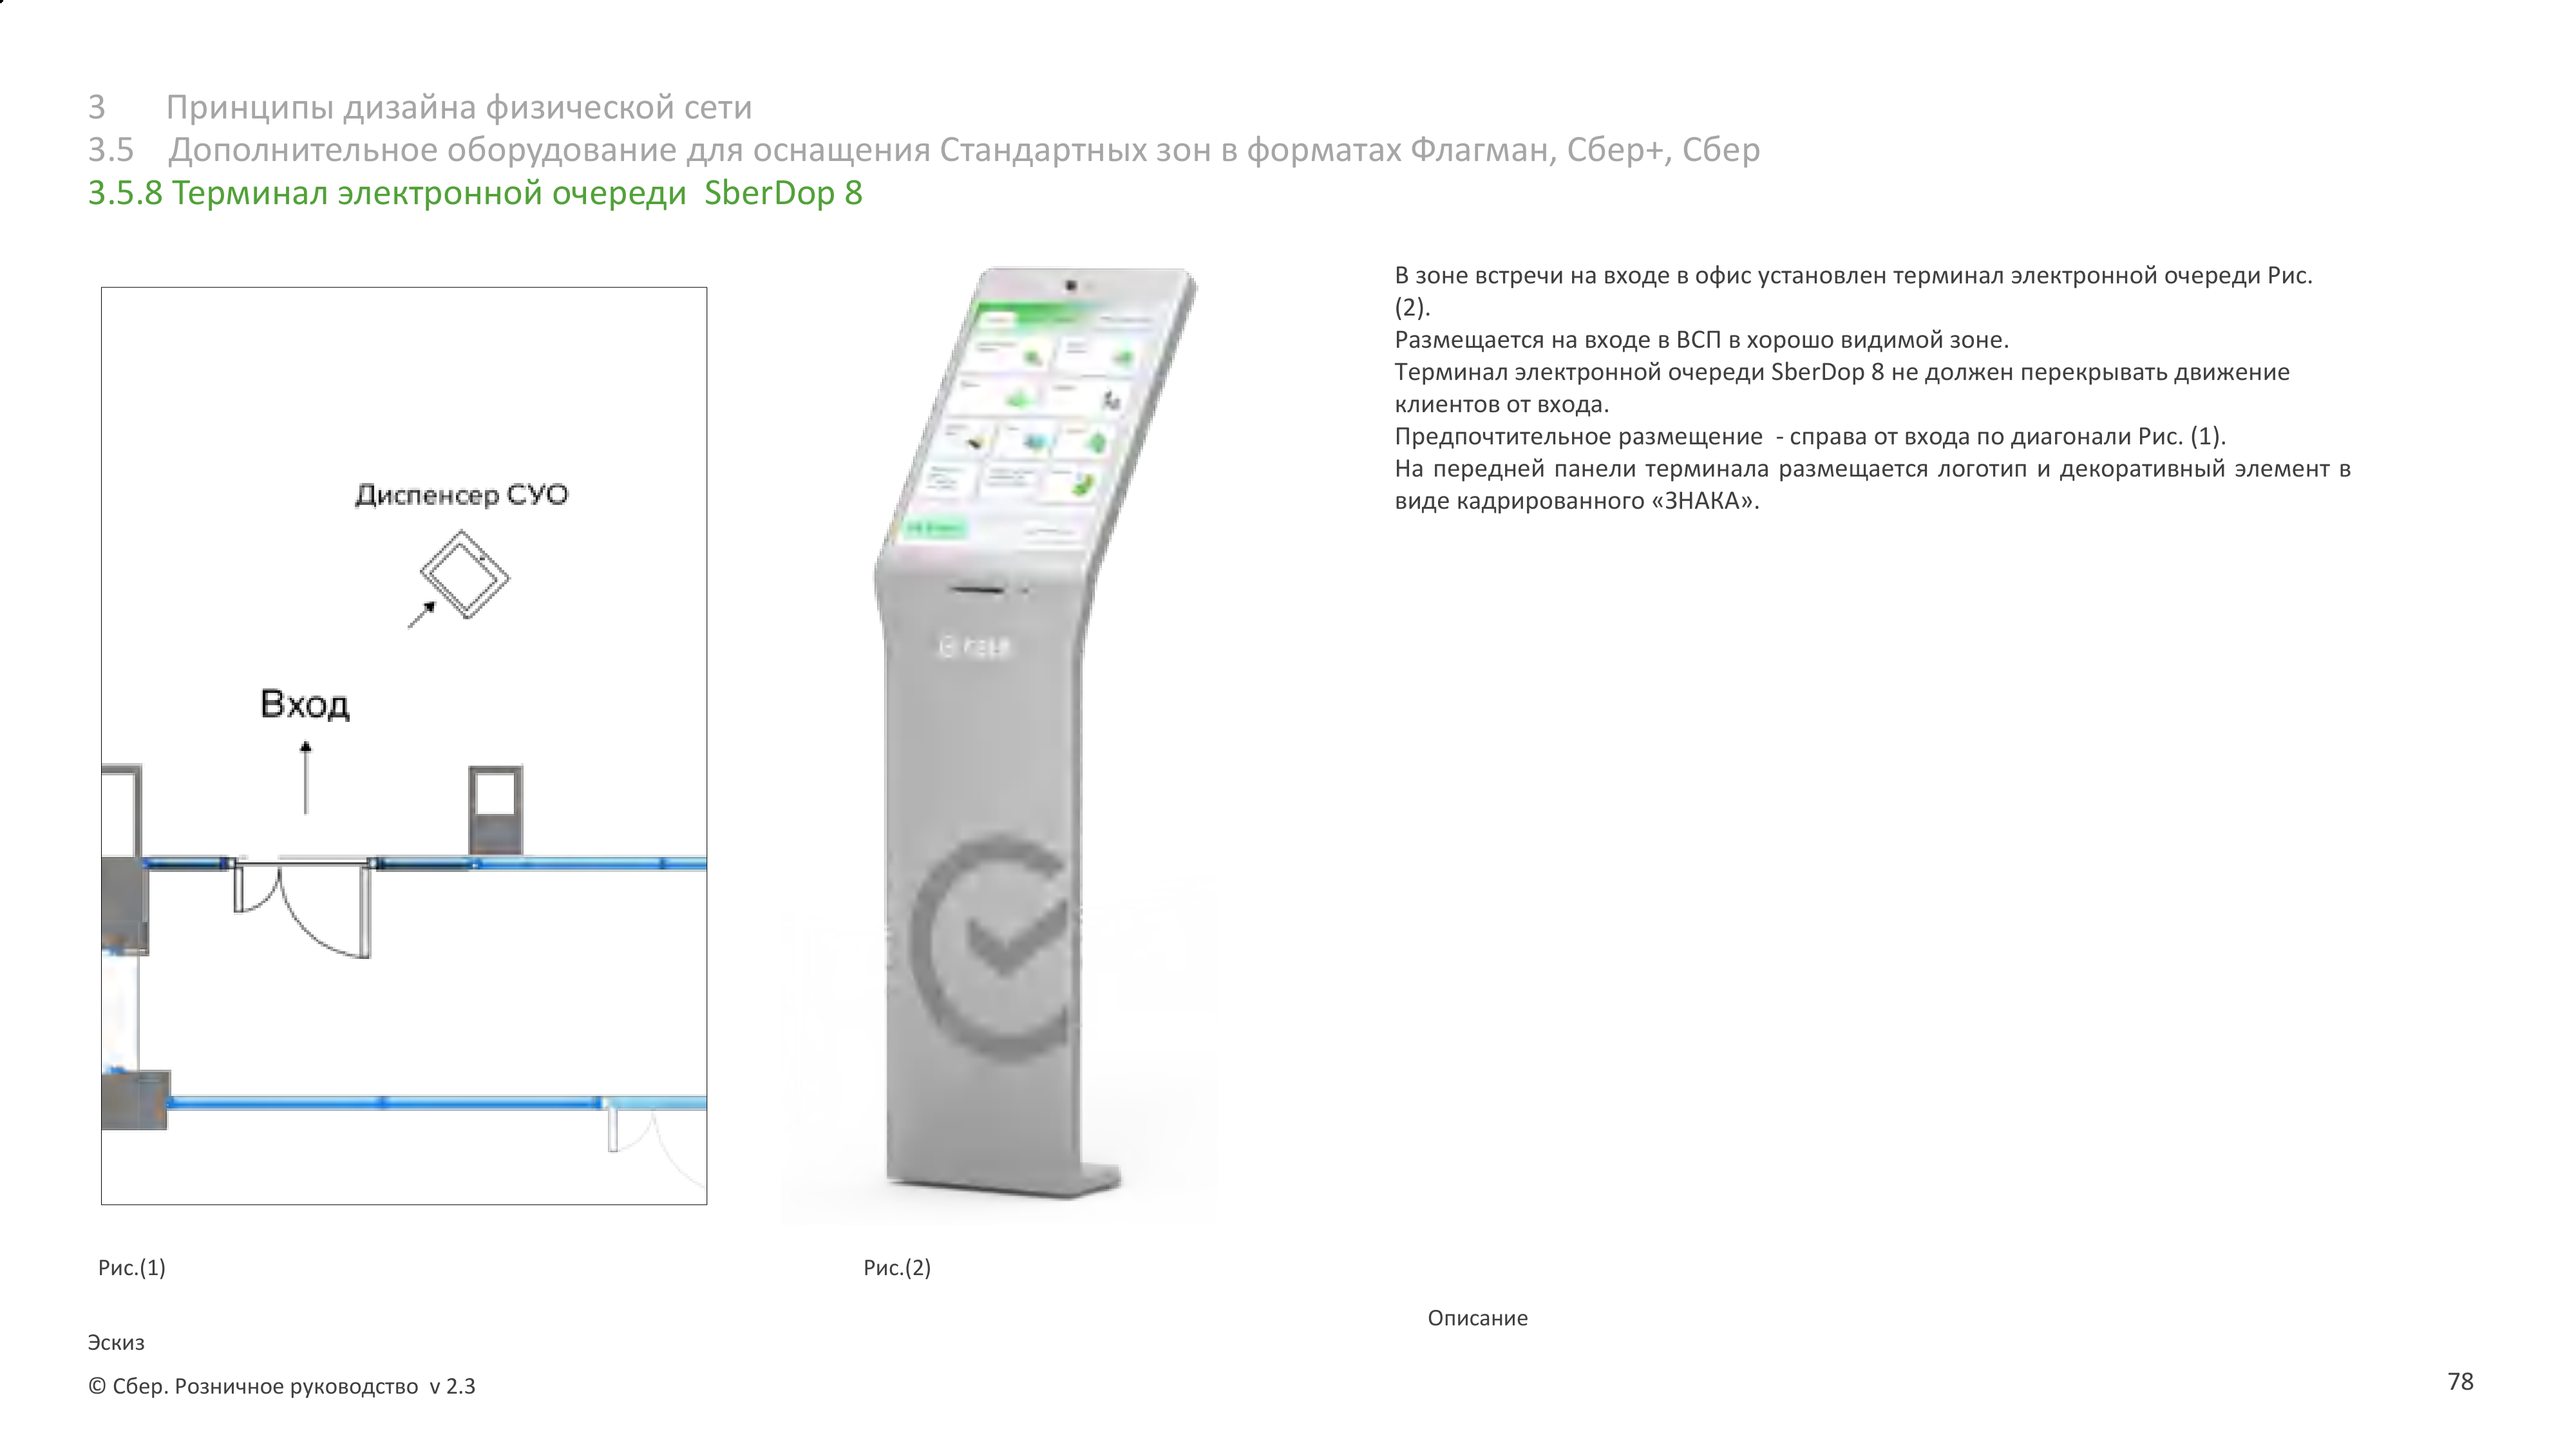 3 Принципы дизайна физической сети
3.5 Дополнительное оборудование для оснащения Стандартных зон в форматах Флагман, Сбер+, Сбер
3.5.8 Терминал электронной очереди SberDop 8
Диспенсер СУО
Вход
В зоне встречи на входе в офис установлен терминал электронной очереди Рис.
(2).
Размещается на входе в ВСП в хорошо видимой зоне.
Терминал электронной очереди SberDop 8 не должен перекрывать движение
клиентов от входа.
Предпочтительное размещение - справа от входа по диагонали Рис. (1).
На передней панели терминала размещается логотип и декоративный элемент в
виде кадрированного «ЗНАКА».
Рис.(1)
Рис.(2)
Описание
Эскиз
© Сбер. Розничное руководство v 2.3
78